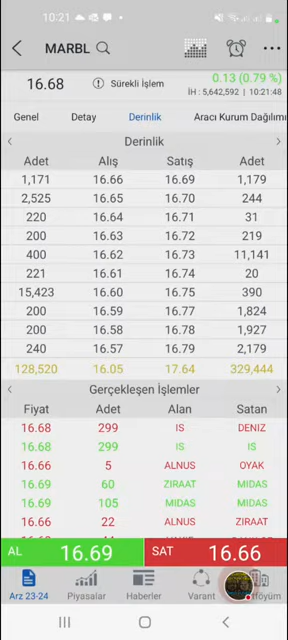 10:21
MARBL
16.68 Sürekli İşlem 0.13 (0.79 %)
İH : 5,642,592 | 10:21:48
Genel Detay Derinlik Aracı Kurum Dağılımı
Derinlik
Adet Alış Satış Adet
1,171 16.66 16.69 1,179
2,525 16.65 16.70 244
220 16.64 16.71 31
200 16.63 16.72 219
400 16.62 16.73 11,141
221 16.61 16.74 20
15,423 16.60 16.75 390
200 16.59 16.77 1,824
200 16.58 16.78 1,927
240 16.57 16.79 2,179
128,520 16.05 17.64 329,444
Gerçekleşen İşlemler
Fiyat Adet Alan Satan
16.68 299 IS DENIZ
16.68 299 IS IS
16.66 5 ALNUS OYAK
16.69 60 ZIRAAT MIDAS
16.69 105 MIDAS MIDAS
16.66 22 ALNUS ZIRAAT
AL 16.69 SAT 16.66
Arz 23-24 Piyasalar Haberler Varant tföyüm